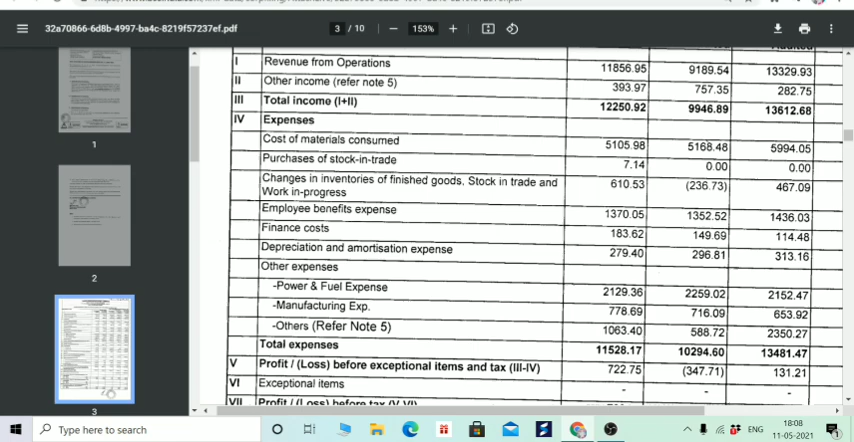 32a70866-6d8b-4997-ba4c-8219f57237ef.pdf 3 / 10 — 153% +
I Revenue from Operations 11856.95 9189.54 13329.93
II Other income (refer note 5) 393.97 757.35 282.75
III Total income (I+II) 12250.92 9946.89 13612.68
IV Expenses
Cost of materials consumed 5105.98 5168.48 5994.05
Purchases of stock-in-trade 7.14 0.00 0.00
Changes in inventories of finished goods, Stock in trade and 610.53 (236.73) 467.09
Work in-progress
Employee benefits expense 1370.05 1352.52 1436.03
Finance costs 183.62 149.69 114.48
Depreciation and amortisation expense 279.40 296.81 313.16
Other expenses
-Power & Fuel Expense 2129.36 2259.02 2152.47
-Manufacturing Exp. 778.69 716.09 653.92
-Others (Refer Note 5) 1063.40 588.72 2350.27
Total expenses 11528.17 10294.60 13481.47
V Profit / (Loss) before exceptional items and tax (III-IV) 722.75 (347.71) 131.21
VI Exceptional items - - -
VII Profit / (Loss) before tax (V-VI)
1
2
3
Type here to search
ENG
18:08
11-05-2021
1